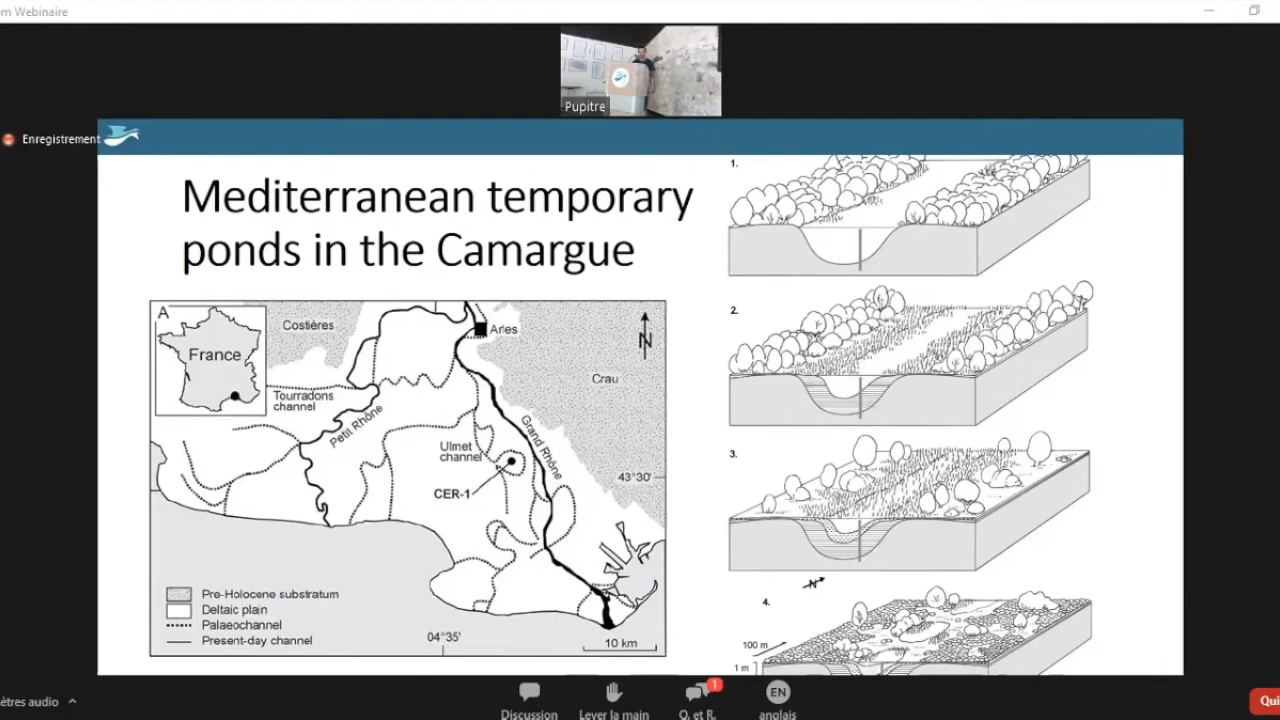 m Webinaire
Pupitre
Enregistrement
Mediterranean temporary
ponds in the Camargue
A
France
Costières
Arles
N
Crau
Tourradons
channel
Petit Rhône
Grand Rhône
Ulmet
channel
43°30'
CER-1
Pre-Holocene substratum
Deltaic plain
Palaeochannel
Present-day channel
04°35'
10 km
1.
2.
3.
N
4.
100 m
1 m
ètres audio
Discussion
Lever la main
1
Q. et R.
EN
anglais
Qui